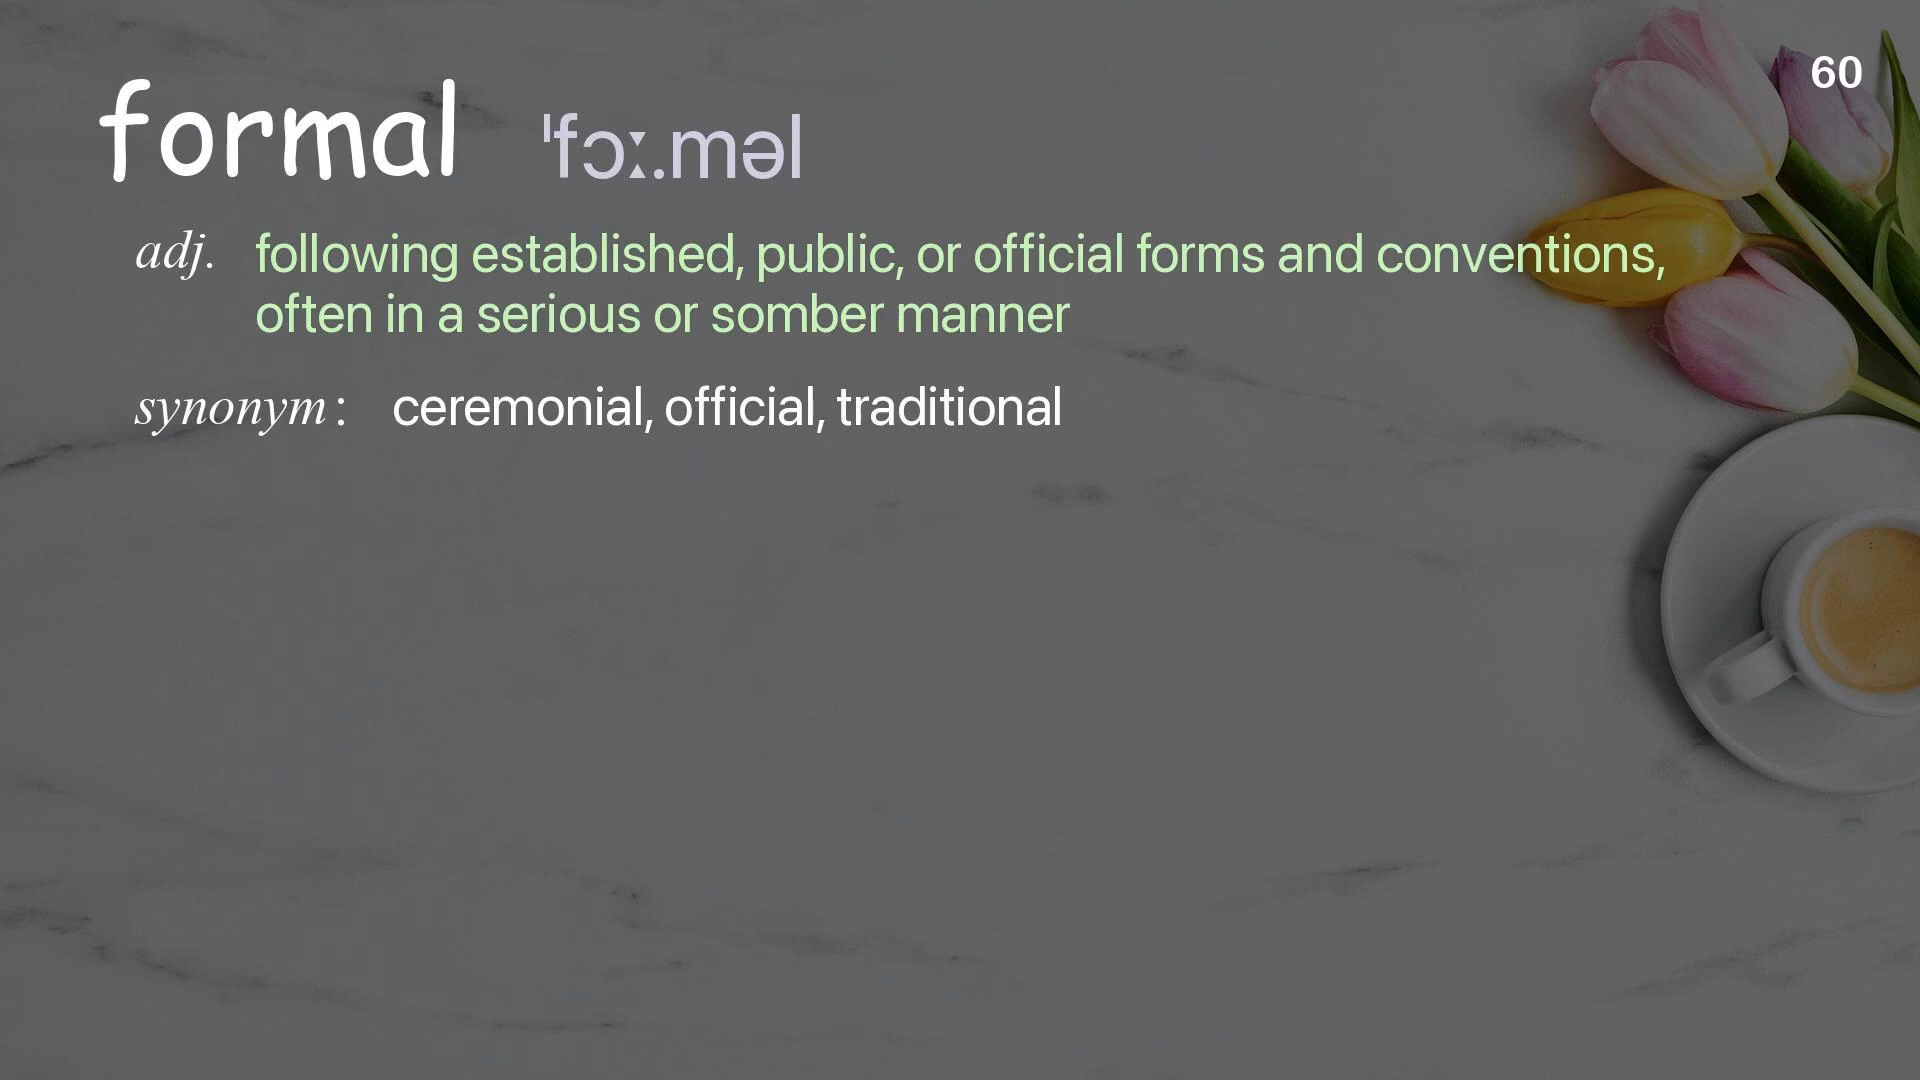 60
formal ˈfɔː.məl
adj. following established, public, or official forms and conventions,
often in a serious or somber manner
synonym : ceremonial, official, traditional